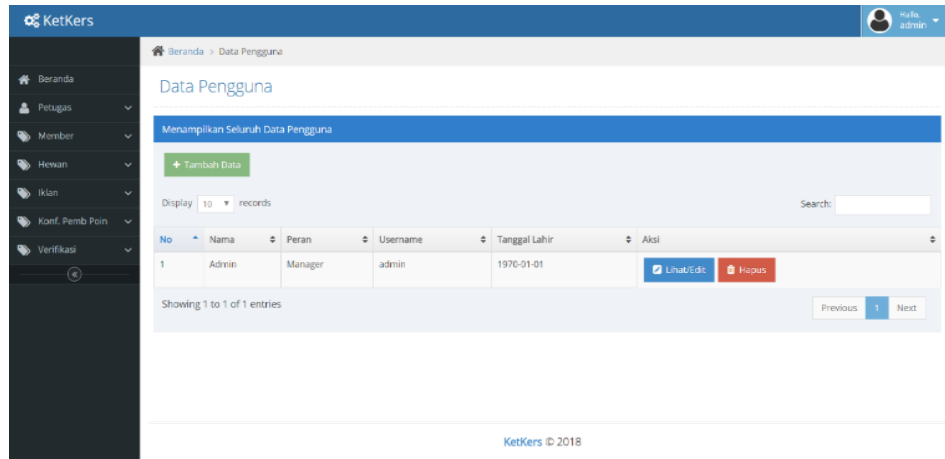 KetKers
Hallo,
admin
Beranda > Data Pengguna
Beranda
Petugas
Member
Hewan
Iklan
Konf. Pemb Poin
Verifikasi
Data Pengguna
Menampilkan Seluruh Data Pengguna
+ Tambah Data
Display 10 records
Search:
No Nama Peran Username Tanggal Lahir Aksi
1 Admin Manager admin 1970-01-01 Lihat/Edit Hapus
Showing 1 to 1 of 1 entries
Previous 1 Next
KetKers © 2018